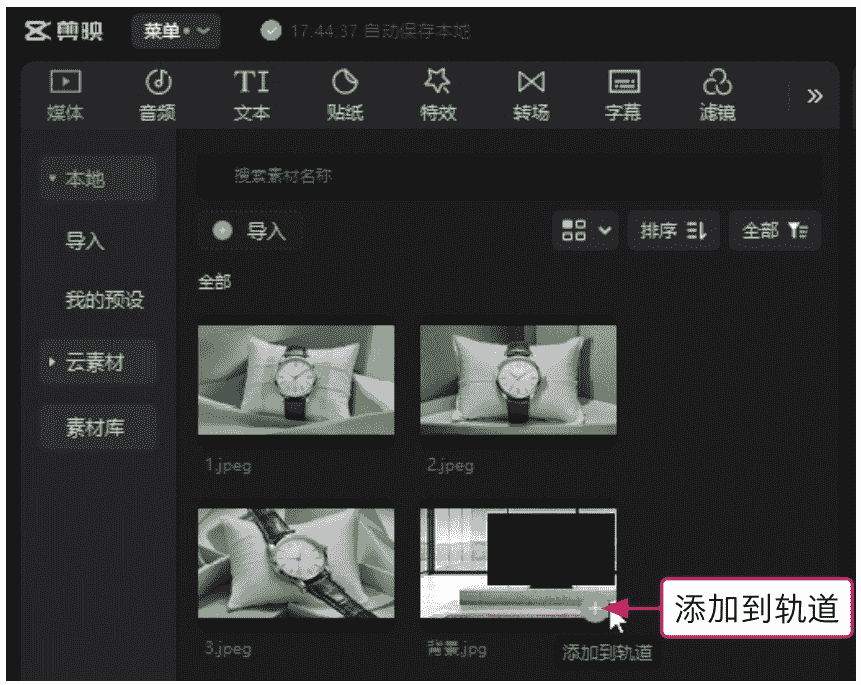 剪映 菜单 17:44:37 自动保存本地
媒体 音频 TI 文本 贴纸 特效 转场 字幕 滤镜
本地
搜索素材名称
导入
导入 排序 全部
我的预设
全部
云素材
素材库
1.jpeg 2.jpeg
3.jpeg 背景.jpg
添加到轨道
添加到轨道